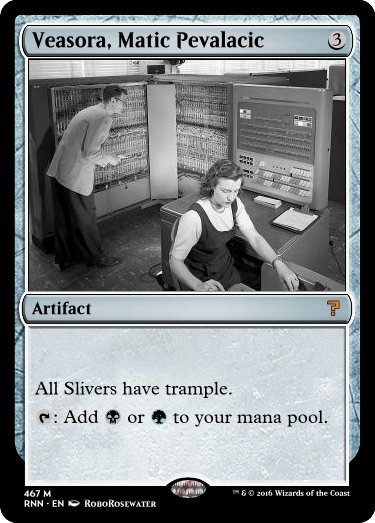 Veasora, Matic Pevalacic 3
Artifact ?
All Slivers have trample.
: Add or to your mana pool.
467 M
RNN - EN RoboRosewater ™ & © 2016 Wizards of the Coast